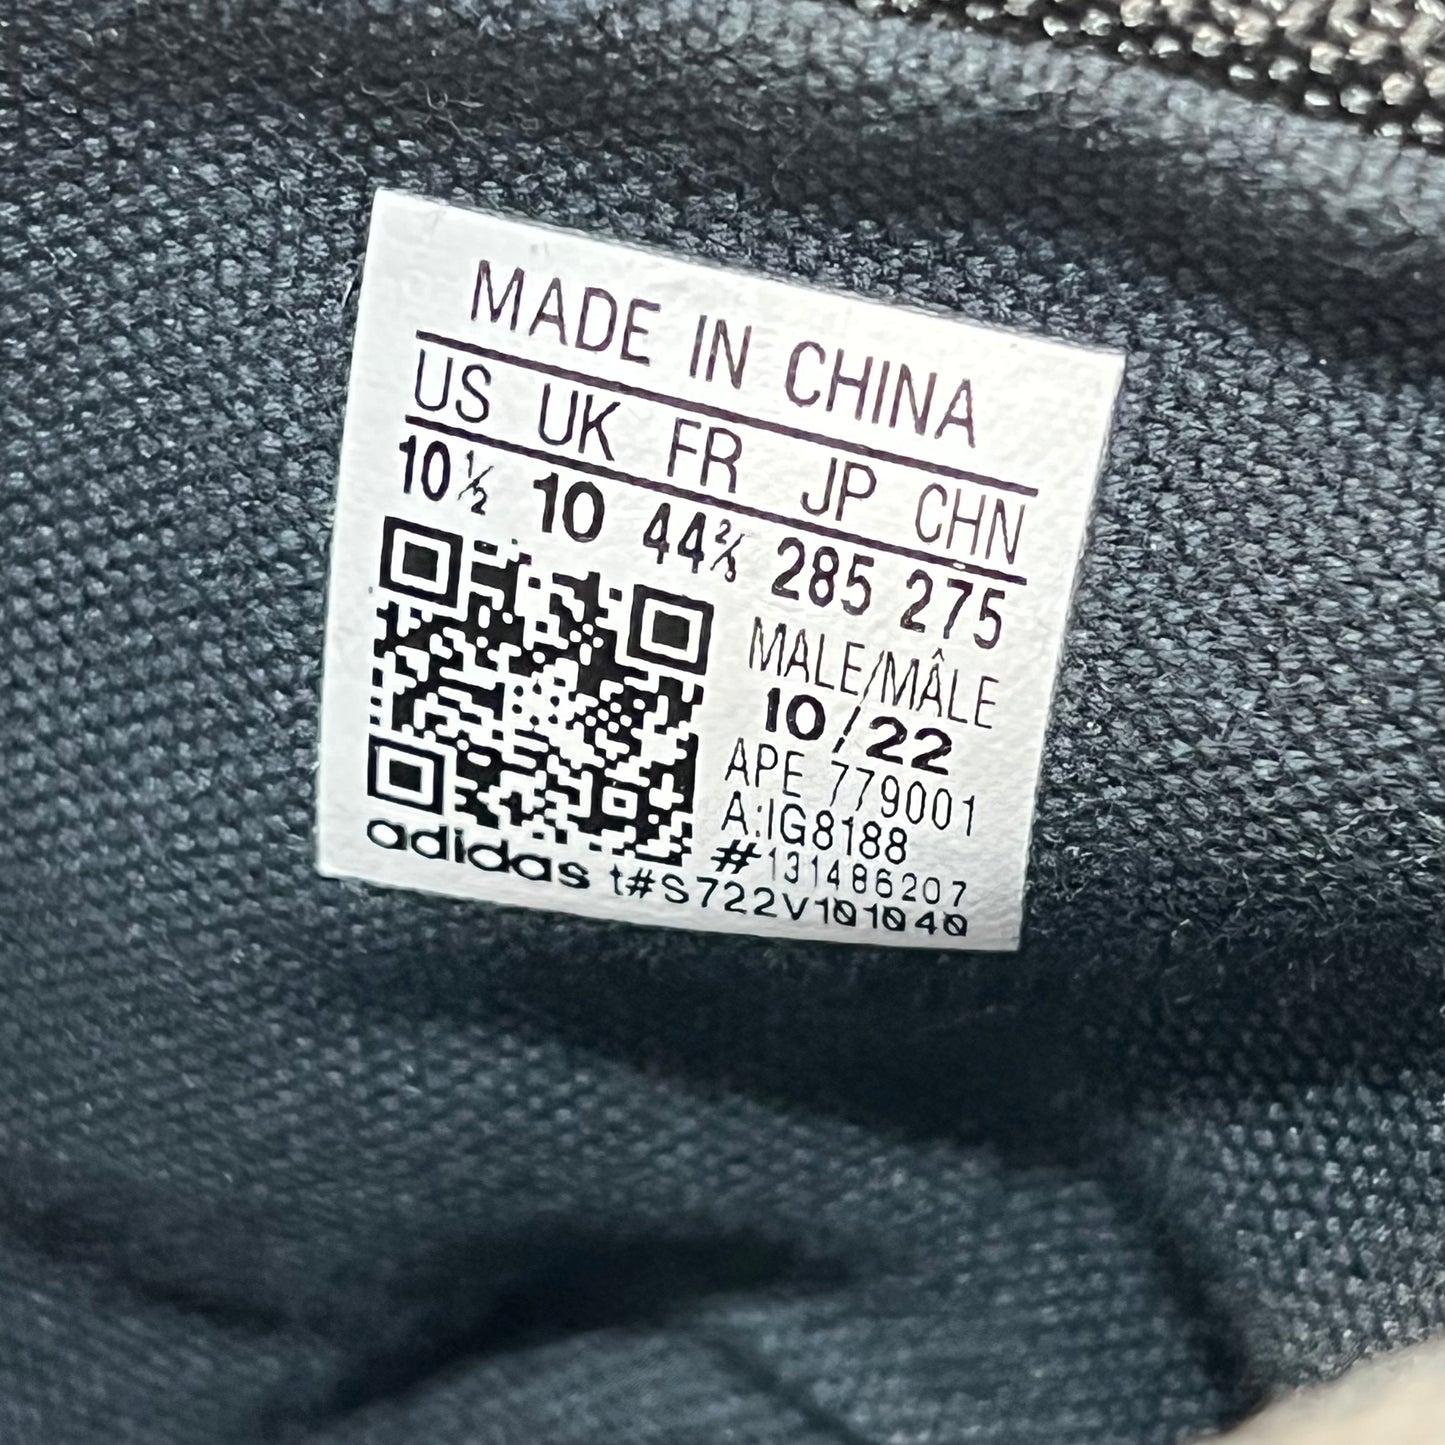 MADE IN CHINA
US UK FR JP CHN
10½ 10 44⅔ 285 275
MALE/MÂLE
10/22
APE 779001
A:IG8188
#131486207
adidas t#S722V101040